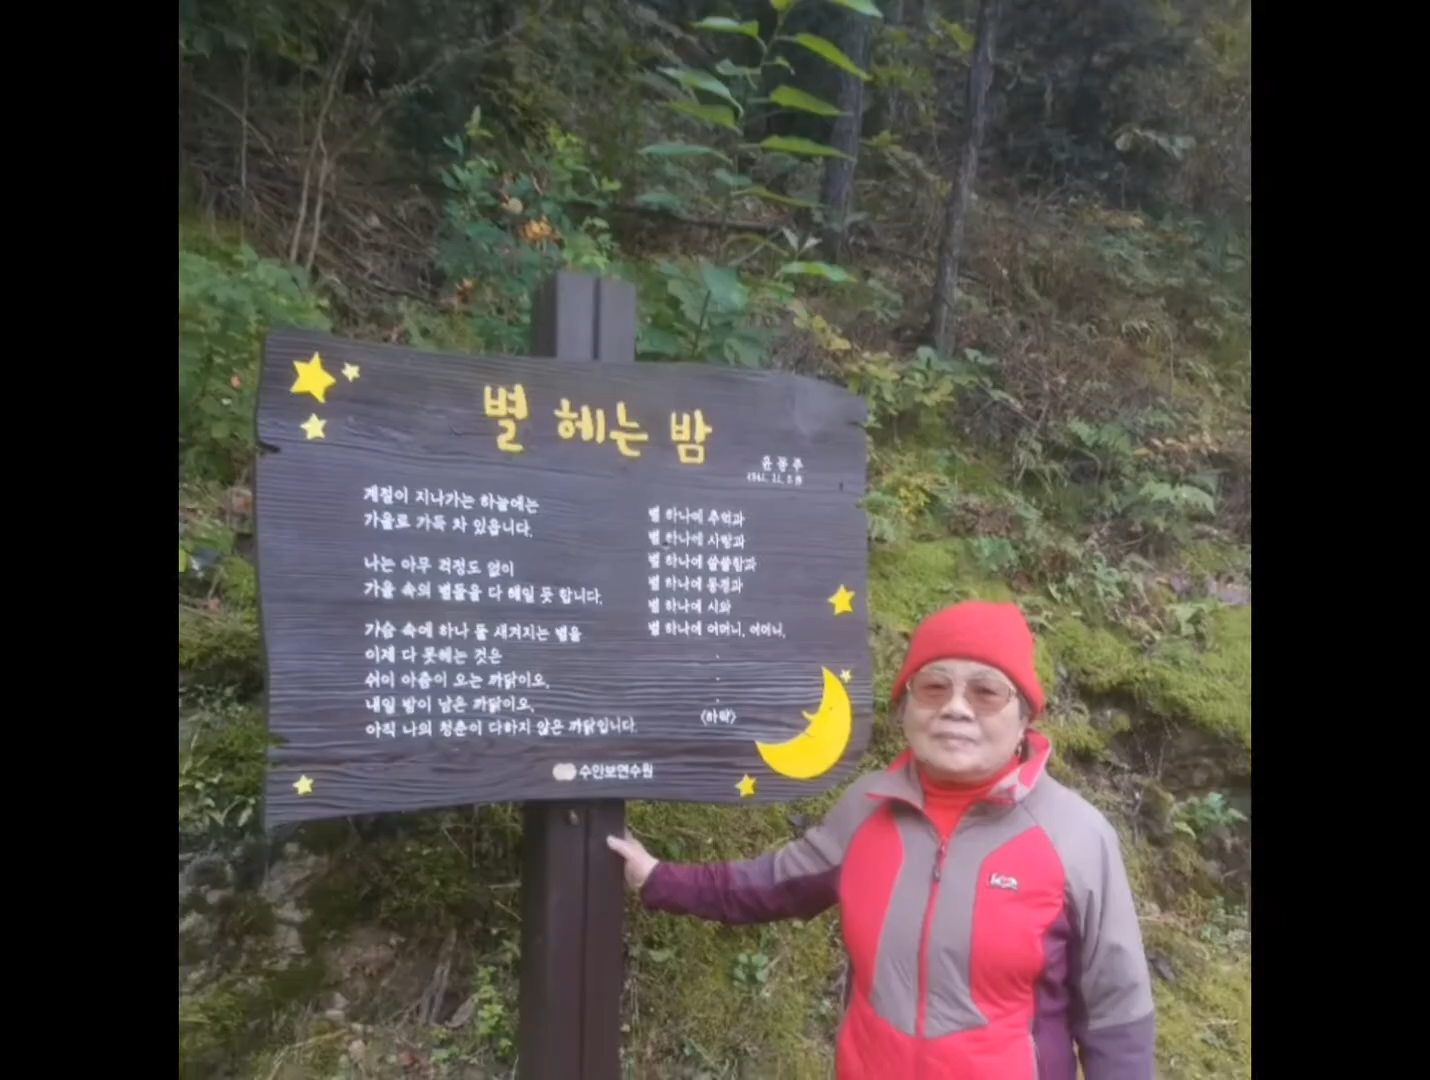 별 헤는 밤
윤동주
1941. 11. 5
계절이 지나가는 하늘에는
가을로 가득 차 있읍니다.
나는 아무 걱정도 없이
가을 속의 별들을 다 헤일 듯 합니다.
가슴 속에 하나 둘 새겨지는 별을
이제 다 못헤는 것은
쉬이 아츰이 오는 까닭이오,
내일 밤이 남은 까닭이오,
아직 나의 청춘이 다하지 않은 까닭입니다.
별 하나에 추억과
별 하나에 사랑과
별 하나에 쓸쓸함과
별 하나에 동경과
별 하나에 시와
별 하나에 어머니, 어머니,
.
.
.
<하략>
수안보연수원